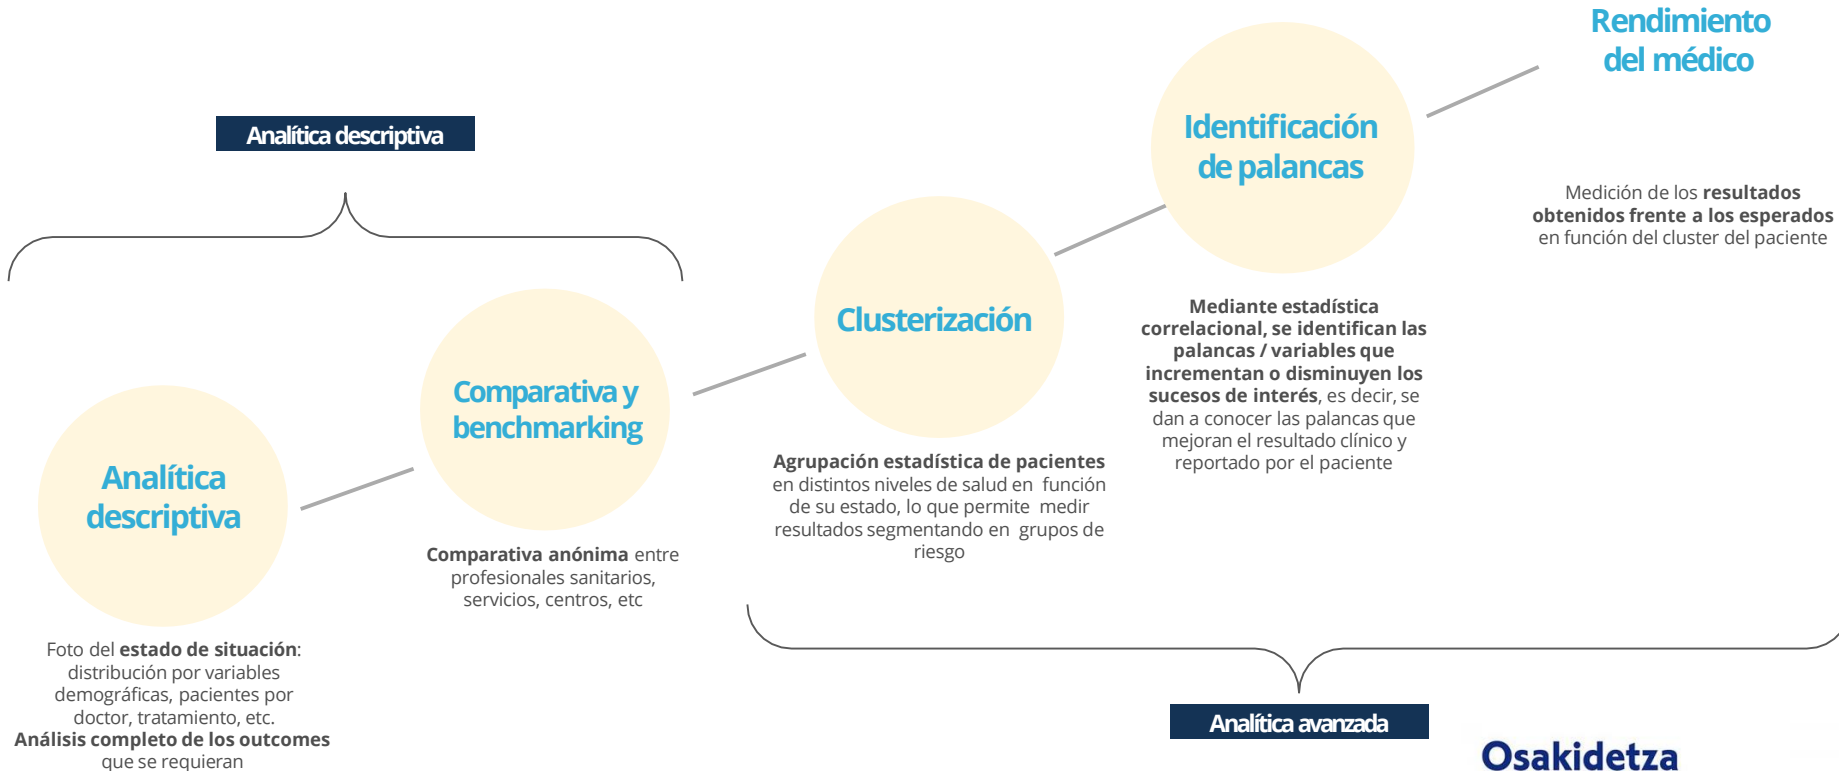 Analítica descriptiva
Analítica
descriptiva
Foto del estado de situación:
distribución por variables
demográficas, pacientes por
doctor, tratamiento, etc.
Análisis completo de los outcomes
que se requieran
Comparativa y
benchmarking
Comparativa anónima entre
profesionales sanitarios,
servicios, centros, etc
Clusterización
Agrupación estadística de pacientes
en distintos niveles de salud en función
de su estado, lo que permite medir
resultados segmentando en grupos de
riesgo
Identificación
de palancas
Mediante estadística
correlacional, se identifican las
palancas / variables que
incrementan o disminuyen los
sucesos de interés, es decir, se
dan a conocer las palancas que
mejoran el resultado clínico y
reportado por el paciente
Rendimiento
del médico
Medición de los resultados
obtenidos frente a los esperados
en función del cluster del paciente
Analítica avanzada
Osakidetza